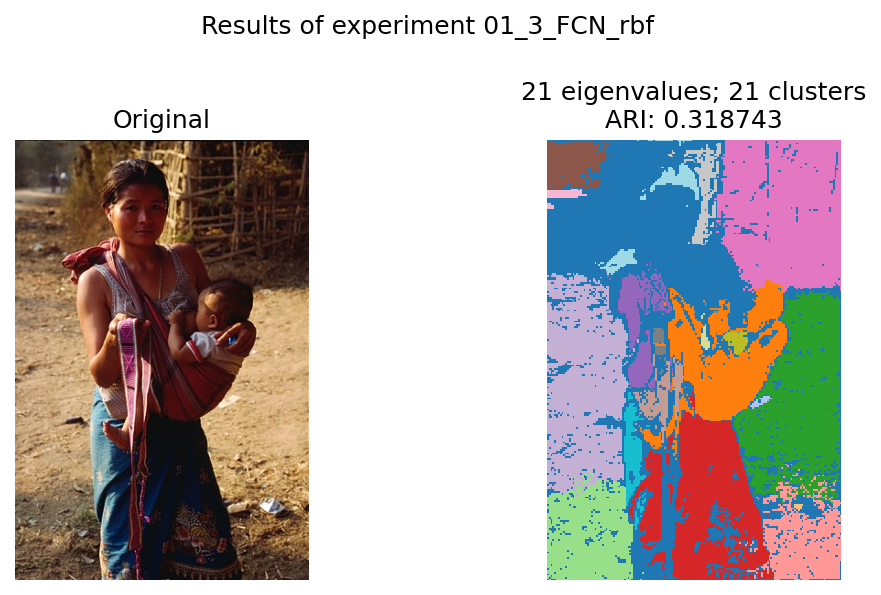 Results of experiment 01_3_FCN_rbf
Original
21 eigenvalues; 21 clusters
ARI: 0.318743